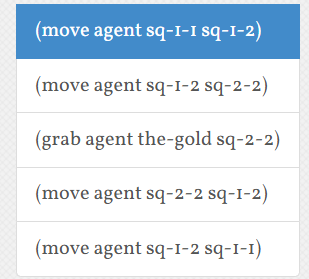 (move agent sq-1-1 sq-1-2)
(move agent sq-1-2 sq-2-2)
(grab agent the-gold sq-2-2)
(move agent sq-2-2 sq-1-2)
(move agent sq-1-2 sq-1-1)